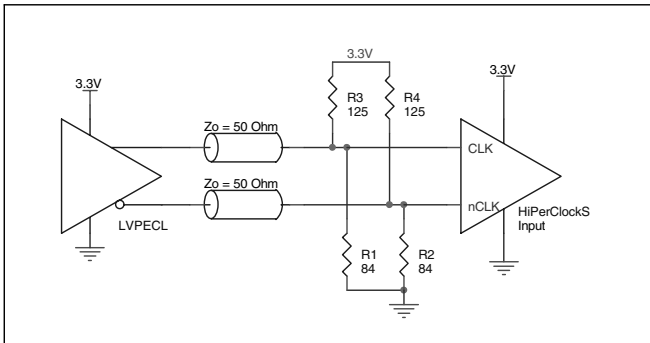 3.3V
3.3V
3.3V
R3
125
R4
125
Zo = 50 Ohm
CLK
Zo = 50 Ohm
nCLK
HiPerClockS
Input
LVPECL
R1
84
R2
84